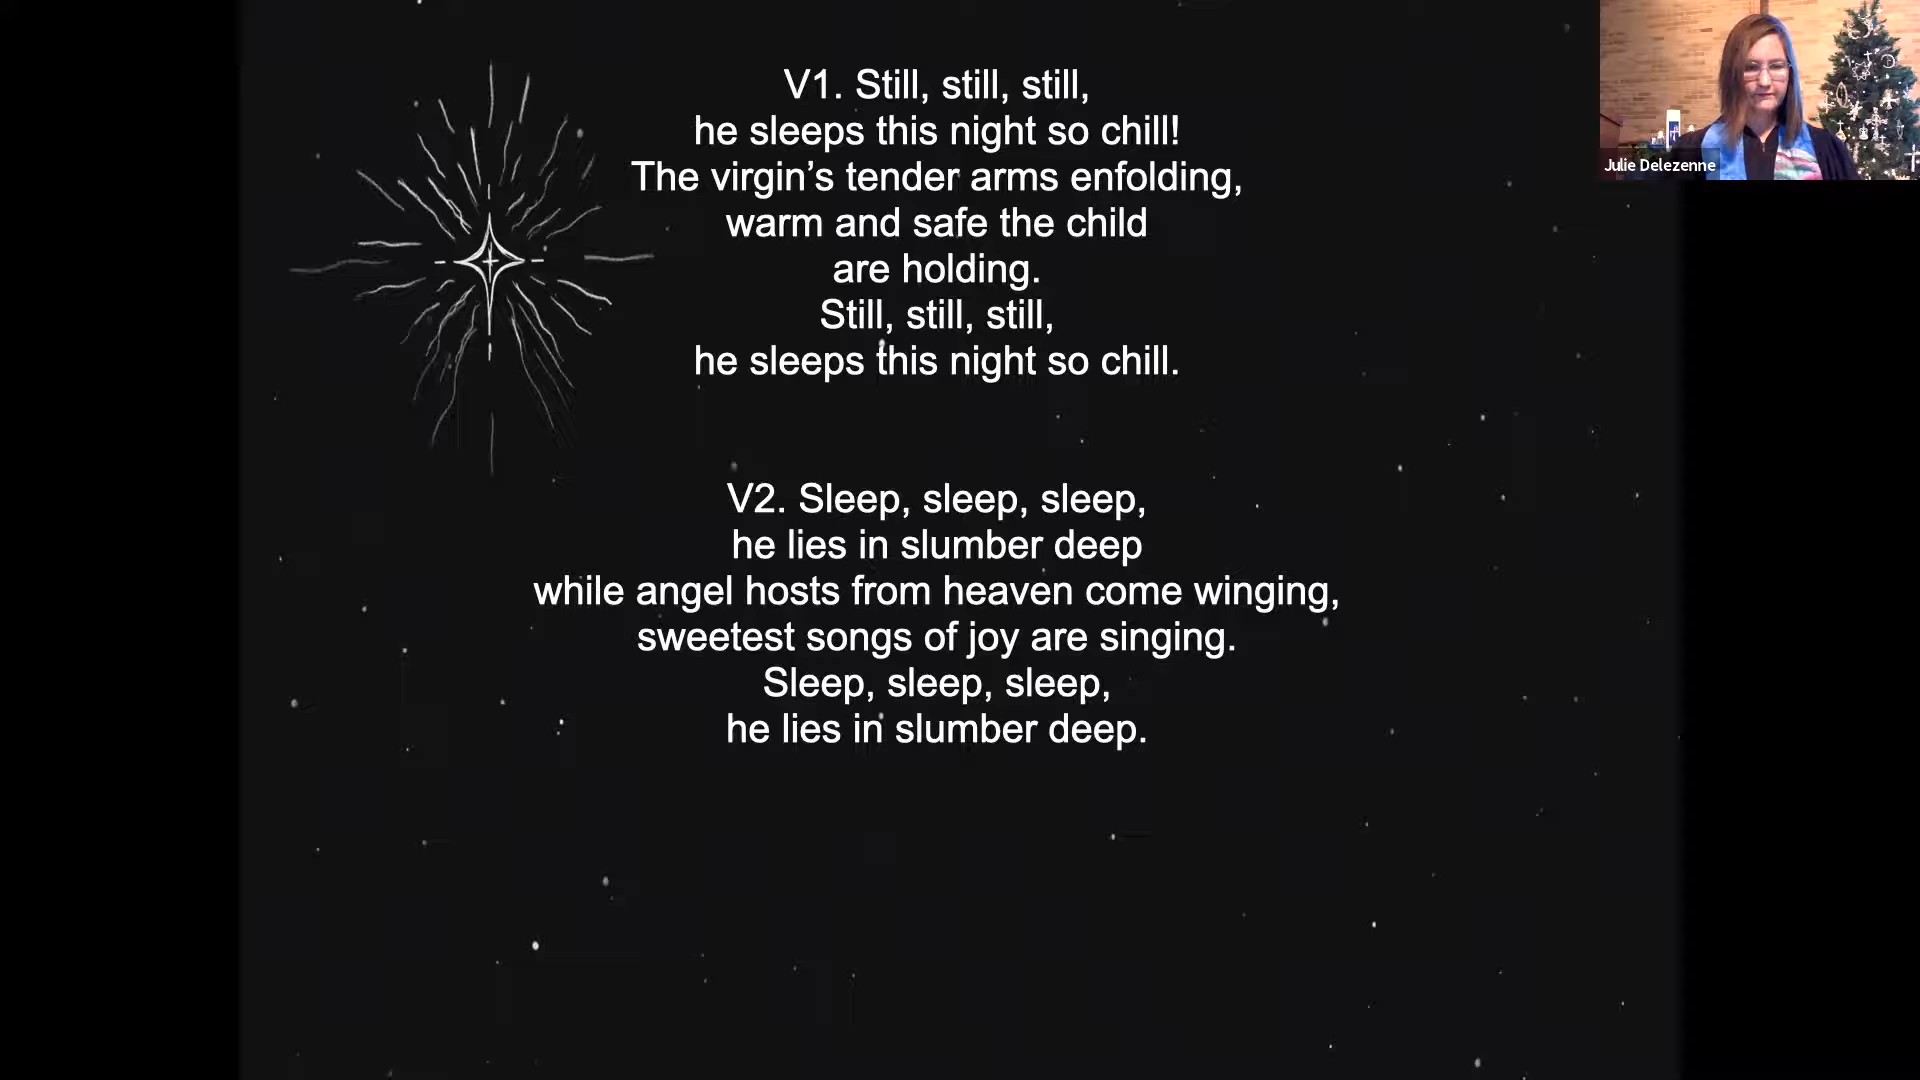 V1. Still, still, still,
he sleeps this night so chill!
The virgin’s tender arms enfolding,
warm and safe the child
are holding.
Still, still, still,
he sleeps this night so chill.
V2. Sleep, sleep, sleep,
he lies in slumber deep
while angel hosts from heaven come winging,
sweetest songs of joy are singing.
Sleep, sleep, sleep,
he lies in slumber deep.
Julie Delezenne